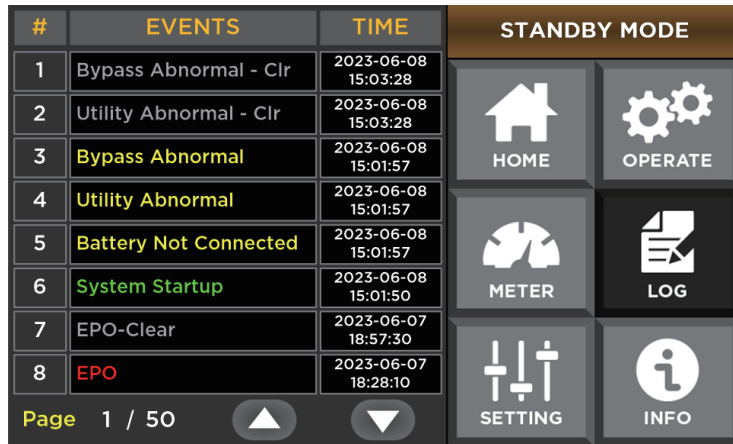 # EVENTS TIME STANDBY MODE
1 Bypass Abnormal - Clr 2023-06-08
15:03:28
2 Utility Abnormal - Clr 2023-06-08
15:03:28
3 Bypass Abnormal 2023-06-08
15:01:57
4 Utility Abnormal 2023-06-08
15:01:57
5 Battery Not Connected 2023-06-08
15:01:57
6 System Startup 2023-06-08
15:01:50
7 EPO-Clear 2023-06-07
18:57:30
8 EPO 2023-06-07
18:28:10
Page 1 / 50
HOME OPERATE
METER LOG
SETTING INFO